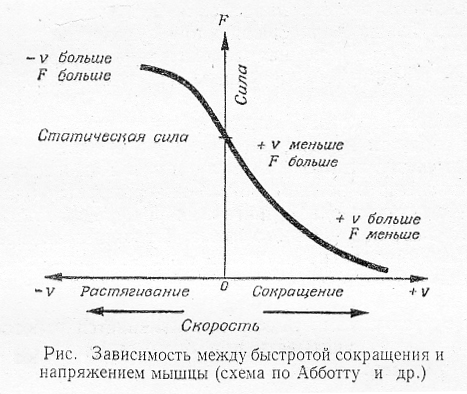 F
Сила
– v больше
F больше
Статическая сила
+ v меньше
F больше
+ v больше
F меньше
–v Растягивание 0 Сокращение +v
Скорость
Рис. Зависимость между быстротой сокращения и
напряжением мышцы (схема по Абботту и др.)